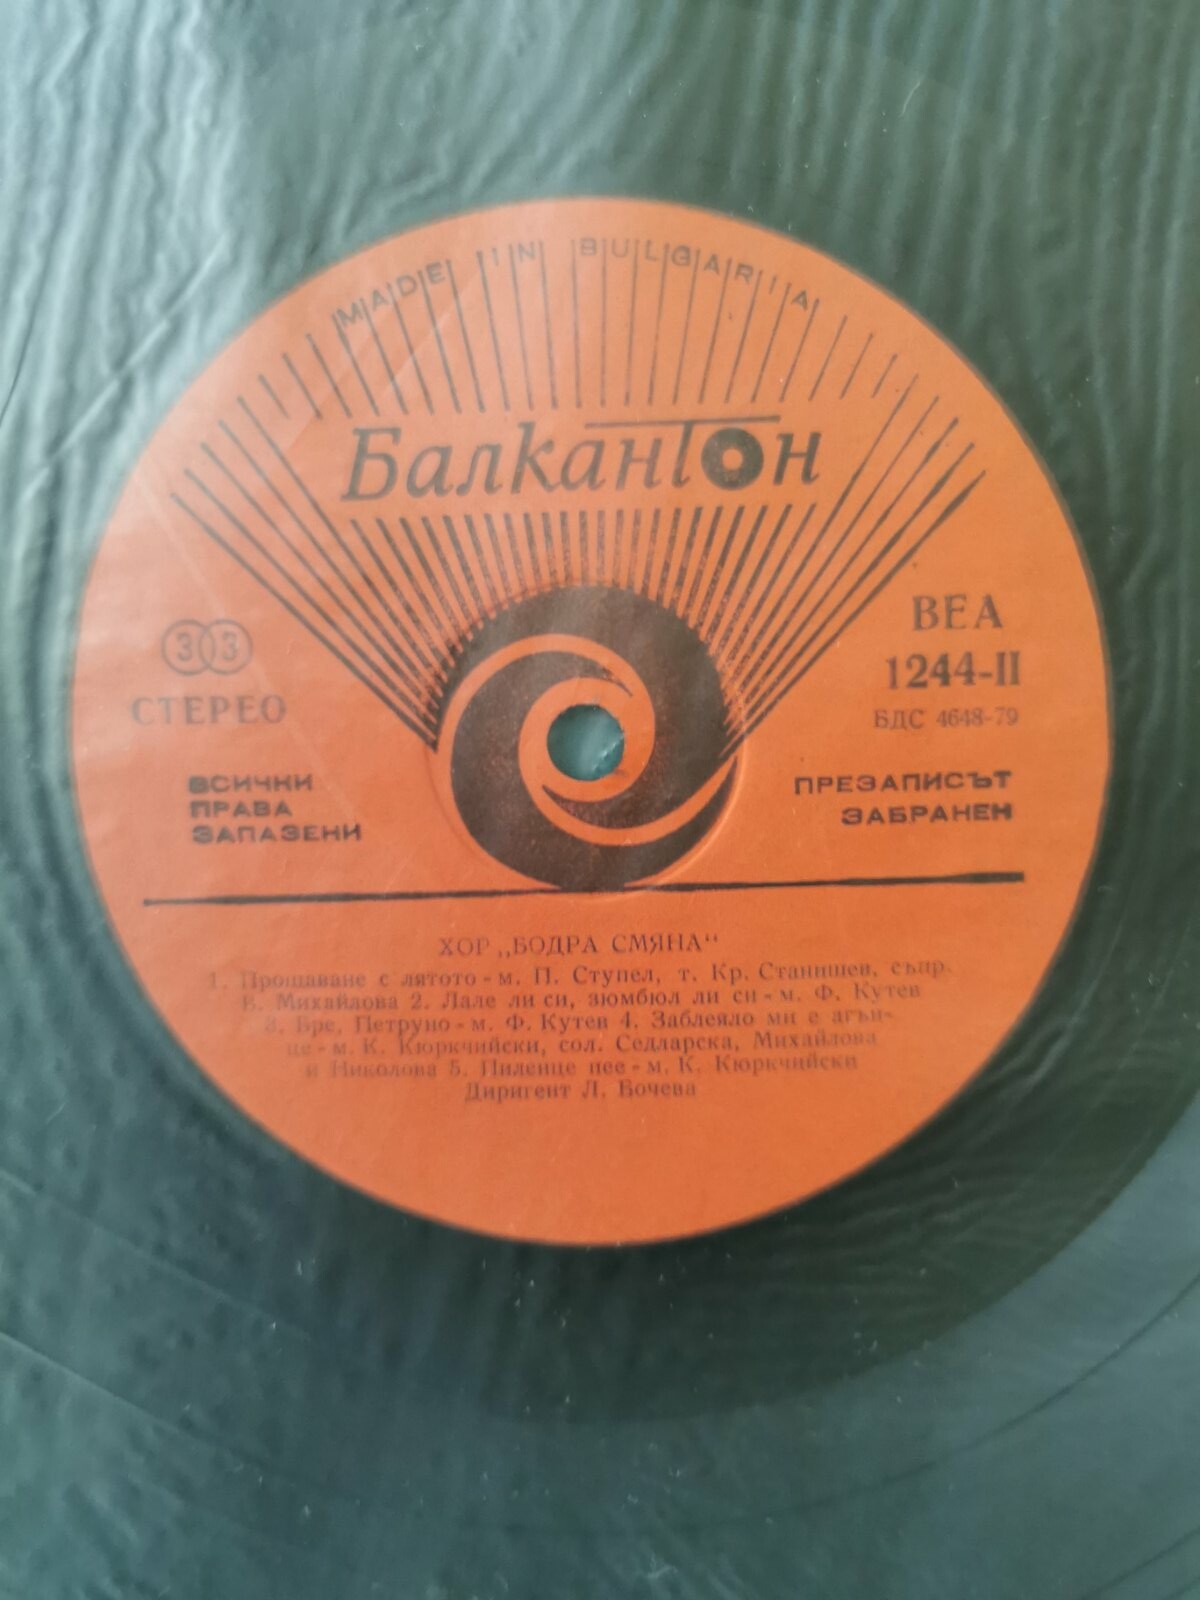 MADE IN BULGARIA
Балкантон
33
СТЕРЕО
ВСИЧКИ
ПРАВА
ЗАПАЗЕНИ
ВЕА
1244-II
БДС 4648-79
ПРЕЗАПИСЪТ
ЗАБРАНЕН
ХОР „БОДРА СМЯНА“
1. Прощаване с лятото - м. П. Ступел, т. Кр. Станишев, съпр.
В. Михайлова 2. Лале ли си, зюмбюл ли си - м. Ф. Кутев
3. Бре, Петруно - м. Ф. Кутев 4. Заблеяло ми е агън-
це - м. К. Кюркчийски, сол. Седларска, Михайлова
и Николова 5. Пиленце пее - м. К. Кюркчийски
Диригент Л. Бочева